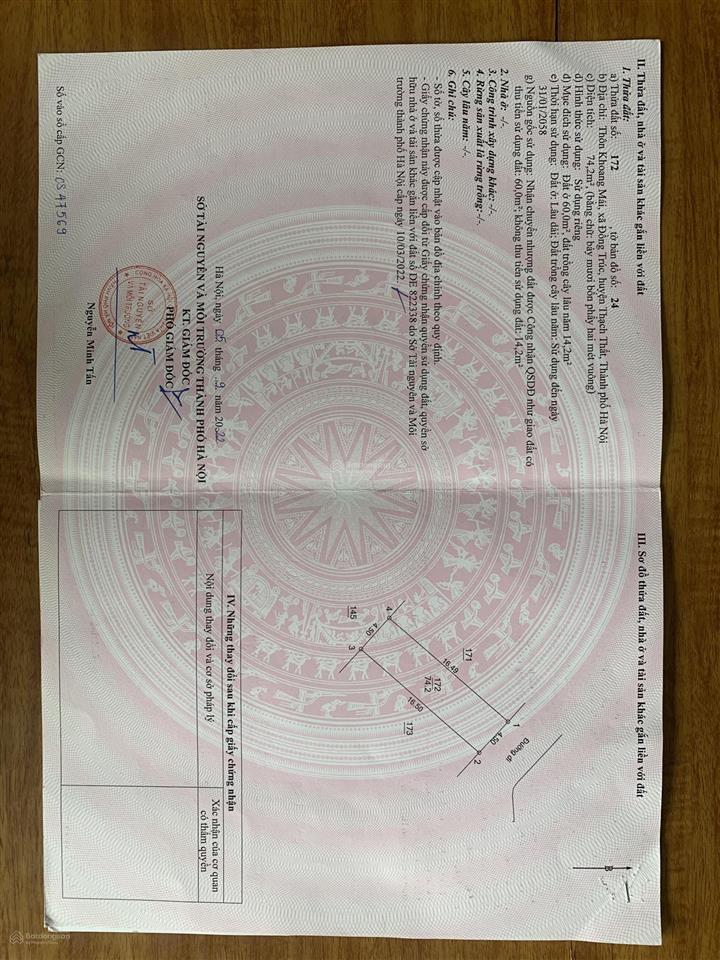 II. Thửa đất, nhà ở và tài sản khác gắn liền với đất
1. Thửa đất:
a) Thửa đất số: 172 , tờ bản đồ số: 24
b) Địa chỉ: Thôn Khoang Mái, xã Đồng Trúc, huyện Thạch Thất, Thành phố Hà Nội
c) Diện tích: 74,2m², (bằng chữ: bảy mươi bốn phẩy hai mét vuông)
d) Hình thức sử dụng: Sử dụng riêng
đ) Mục đích sử dụng: Đất ở 60,0m², đất trồng cây lâu năm 14,2m²
e) Thời hạn sử dụng: Đất ở: Lâu dài; Đất trồng cây lâu năm: Sử dụng đến ngày
31/01/2058
g) Nguồn gốc sử dụng: Nhận chuyển nhượng đất được Công nhận QSDĐ như giao đất có
thu tiền sử dụng đất: 60,0m²; không thu tiền sử dụng đất: 14,2m²
2. Nhà ở: -/-.
3. Công trình xây dựng khác: -/-.
4. Rừng sản xuất là rừng trồng: -/-.
5. Cây lâu năm: -/-.
6. Ghi chú:
- Số tờ, số thửa được cập nhật vào bản đồ địa chính theo quy định.
- Giấy chứng nhận này được cấp đổi từ Giấy chứng nhận quyền sử dụng đất, quyền sở
hữu nhà ở và tài sản khác gắn liền với đất số DE 822338 do Sở Tài nguyên và Môi
trường thành phố Hà Nội cấp ngày 10/03/2022
Hà Nội, ngày 05 tháng 9 năm 2022
SỞ TÀI NGUYÊN VÀ MÔI TRƯỜNG THÀNH PHỐ HÀ NỘI
KT. GIÁM ĐỐC
PHÓ GIÁM ĐỐC
SỞ
TÀI NGUYÊN
VÀ MÔI TRƯỜNG
Nguyễn Minh Tấn
Số vào sổ cấp GCN: CS 47569
III. Sơ đồ thửa đất, nhà ở và tài sản khác gắn liền với đất
B
Đường đi
1
4.50
2
171
16.49
172
74.2
16.50
173
4
4.50
3
145
IV. Những thay đổi sau khi cấp giấy chứng nhận
Nội dung thay đổi và cơ sở pháp lý
Xác nhận của cơ quan
có thẩm quyền
Batdongsan